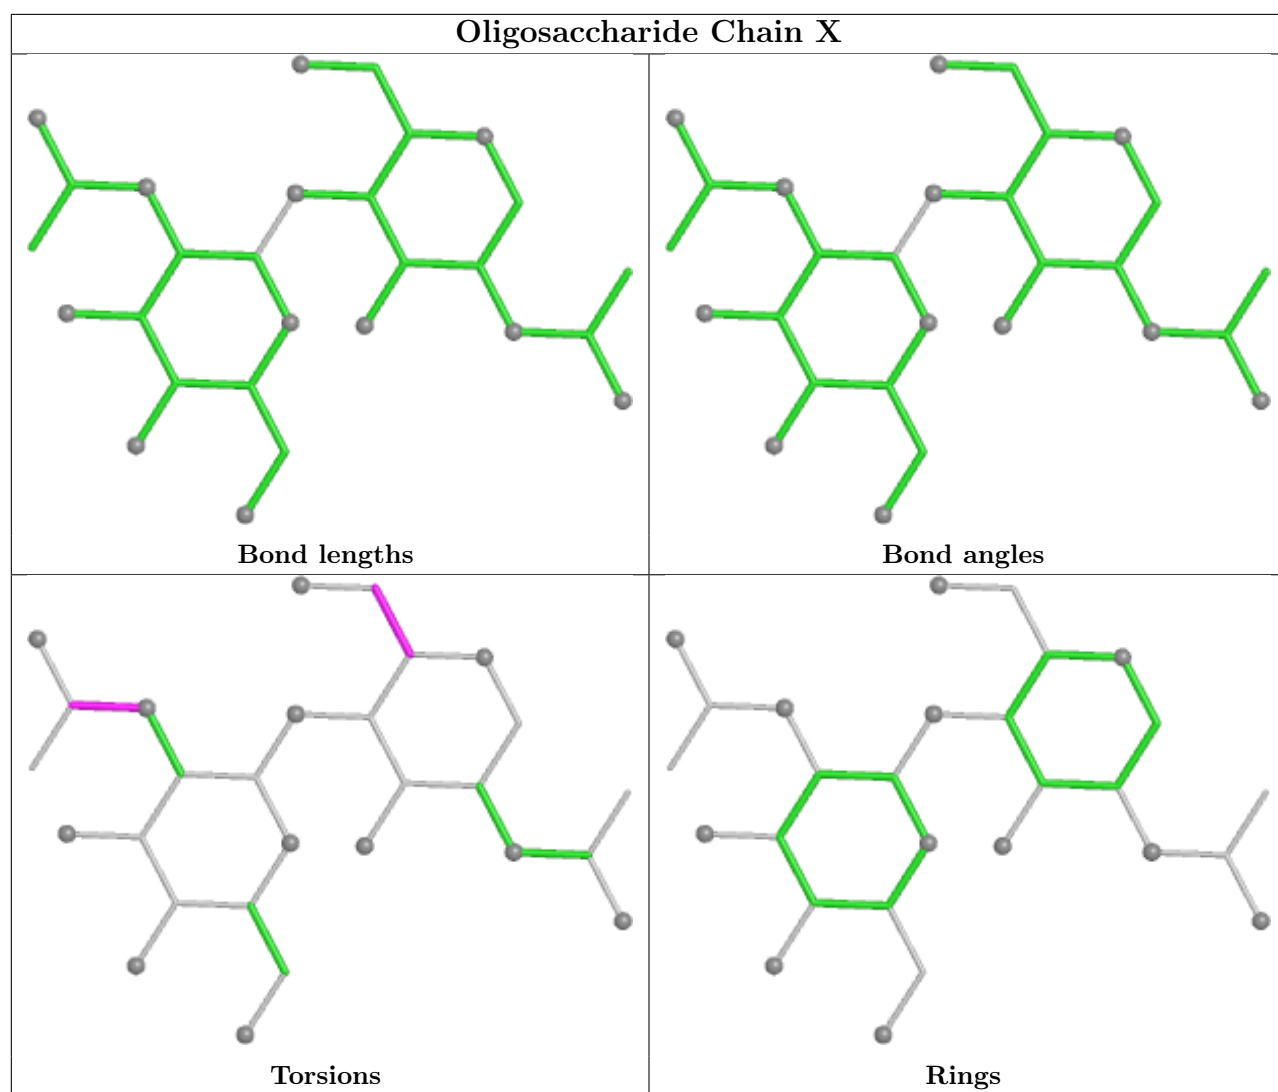 Oligosaccharide Chain X
Bond lengths
Bond angles
Torsions
Rings